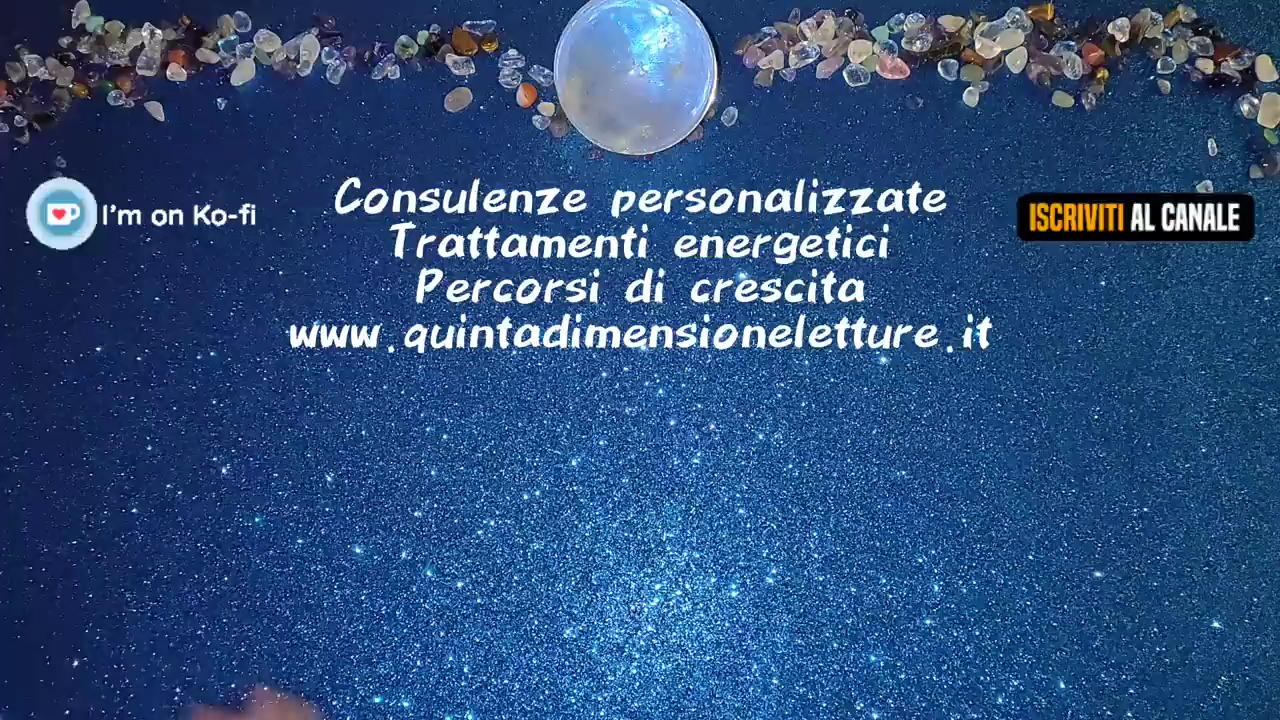 Consulenze personalizzate
Trattamenti energetici
Percorsi di crescita
www.quintadimensioneletture.it
I'm on Ko-fi
ISCRIVITI AL CANALE